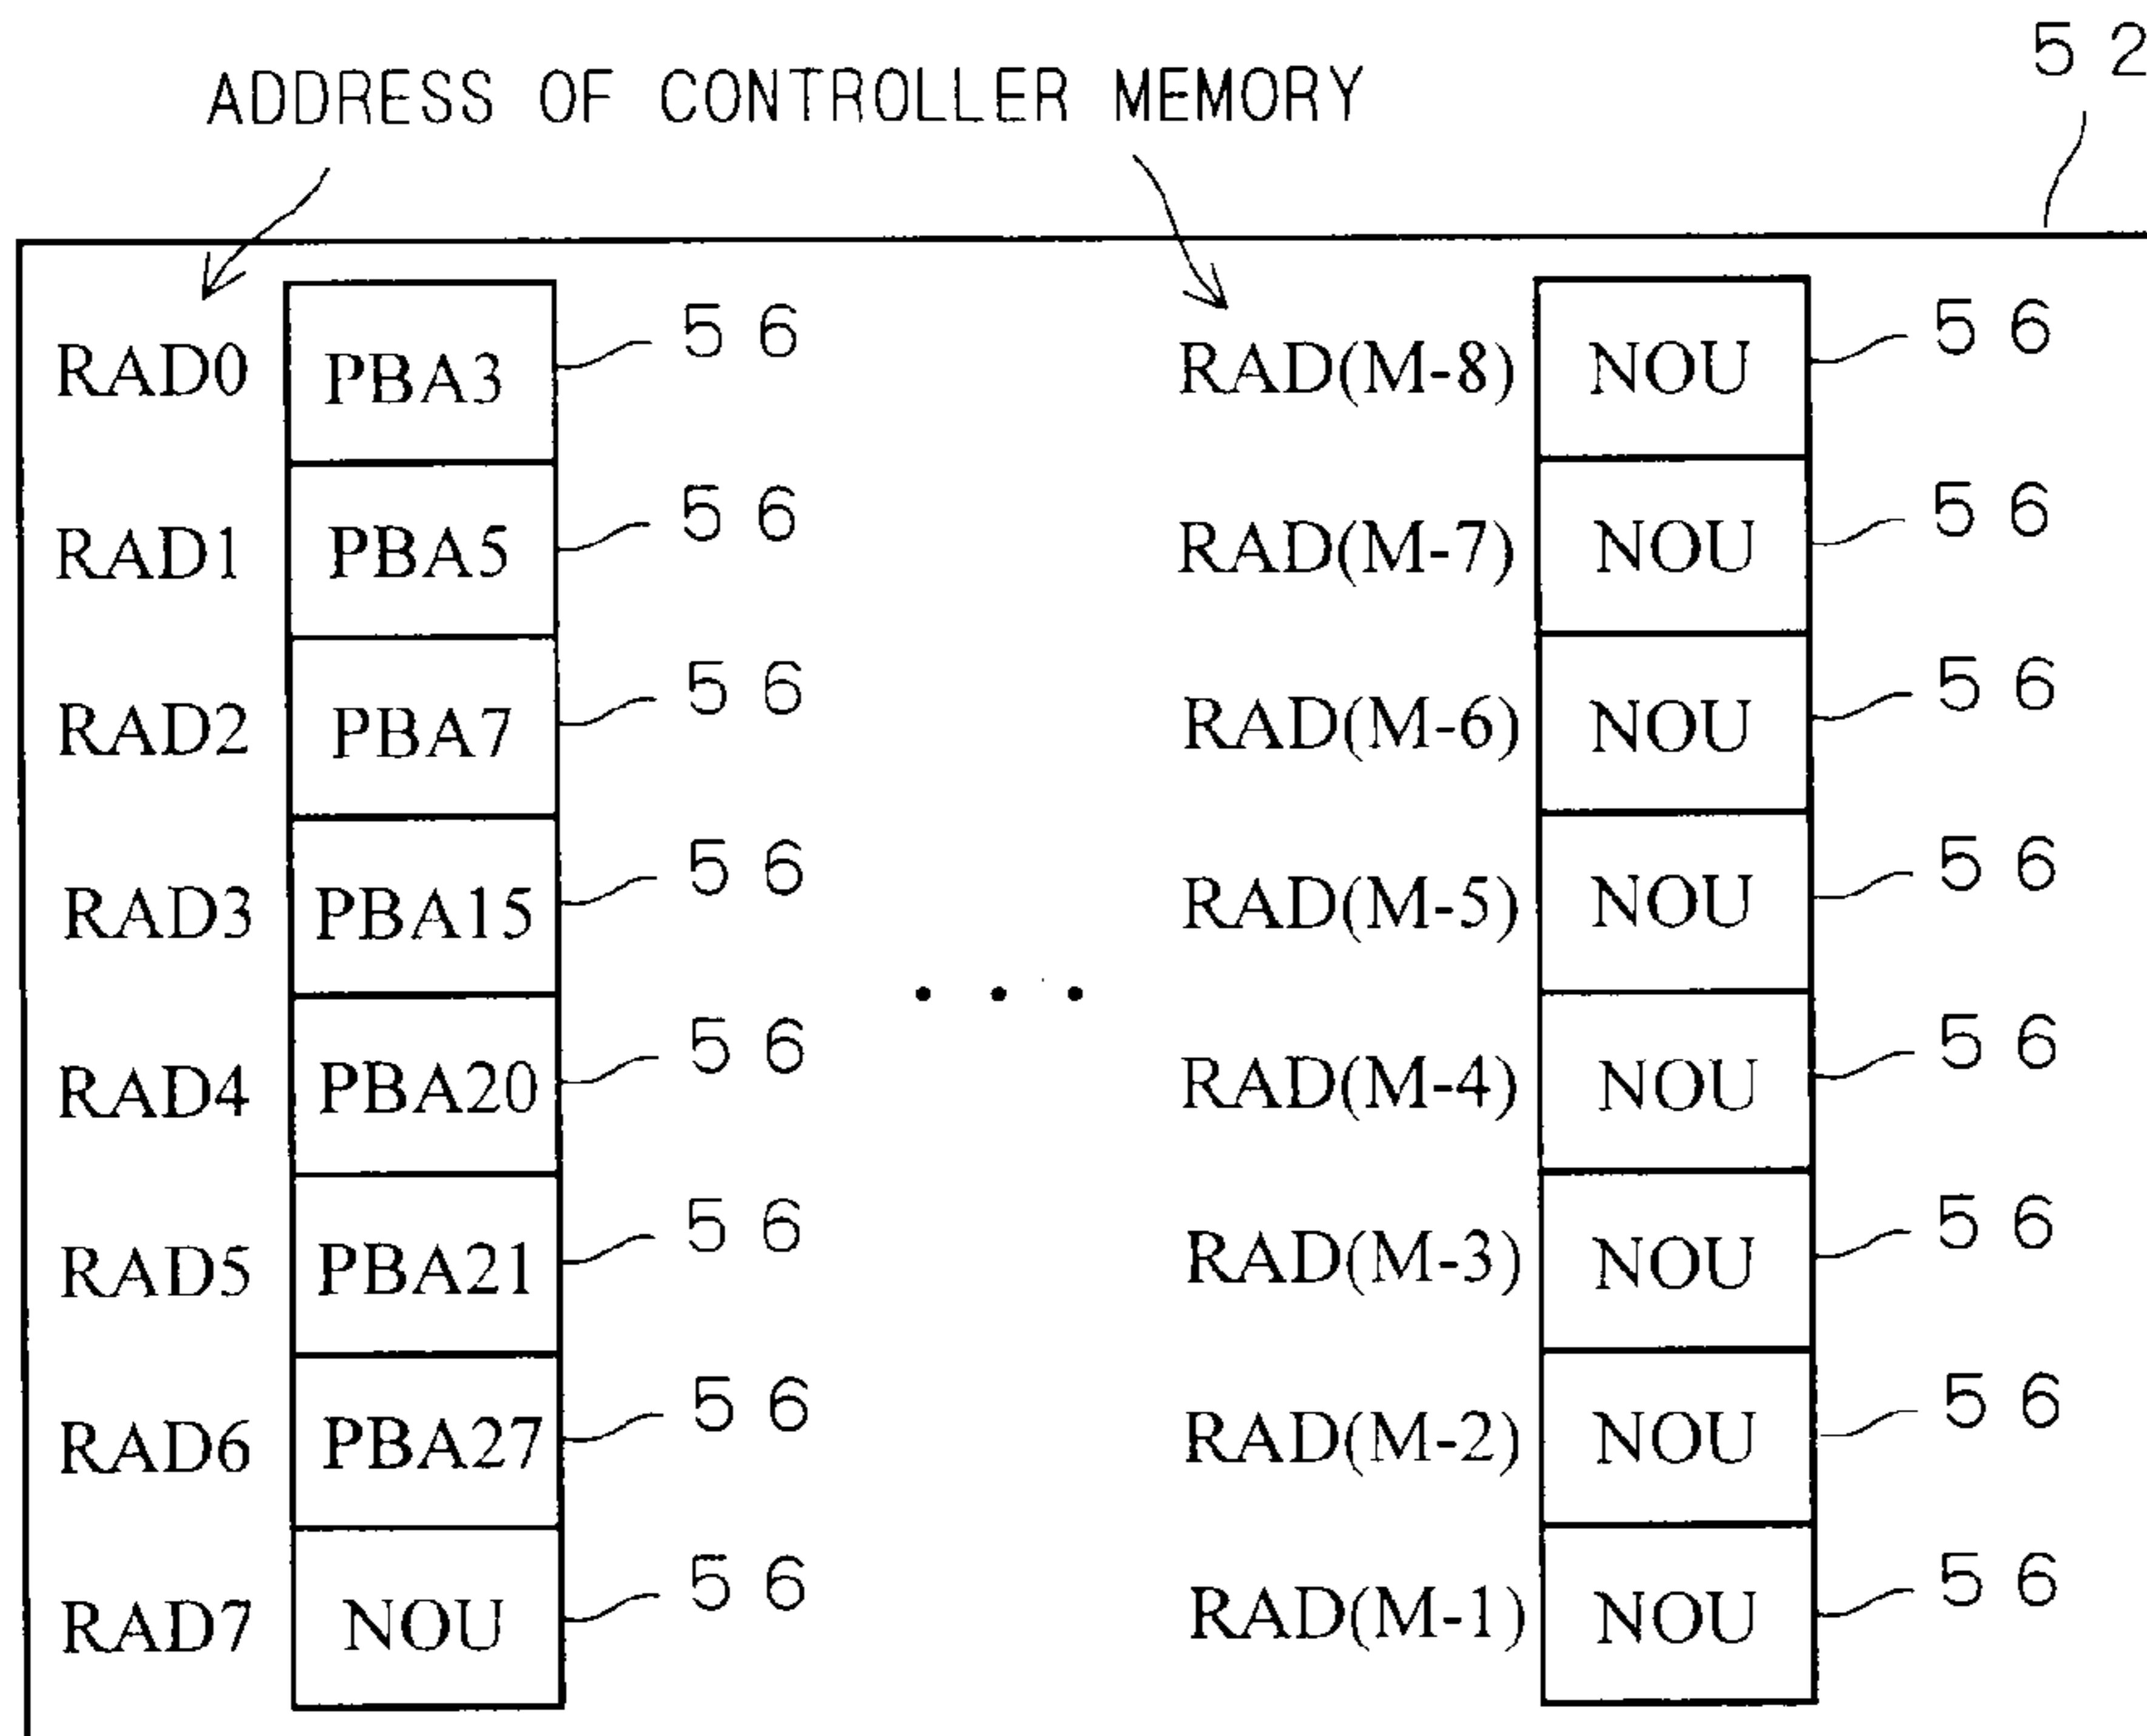 5 2
ADDRESS OF CONTROLLER MEMORY
RAD0 PBA3 5 6 RAD(M-8) NOU 5 6
RAD1 PBA5 5 6 RAD(M-7) NOU 5 6
RAD2 PBA7 5 6 RAD(M-6) NOU 5 6
RAD3 PBA15 5 6 RAD(M-5) NOU 5 6
• • •
RAD4 PBA20 5 6 RAD(M-4) NOU 5 6
RAD5 PBA21 5 6 RAD(M-3) NOU 5 6
RAD6 PBA27 5 6 RAD(M-2) NOU 5 6
RAD7 NOU 5 6 RAD(M-1) NOU 5 6